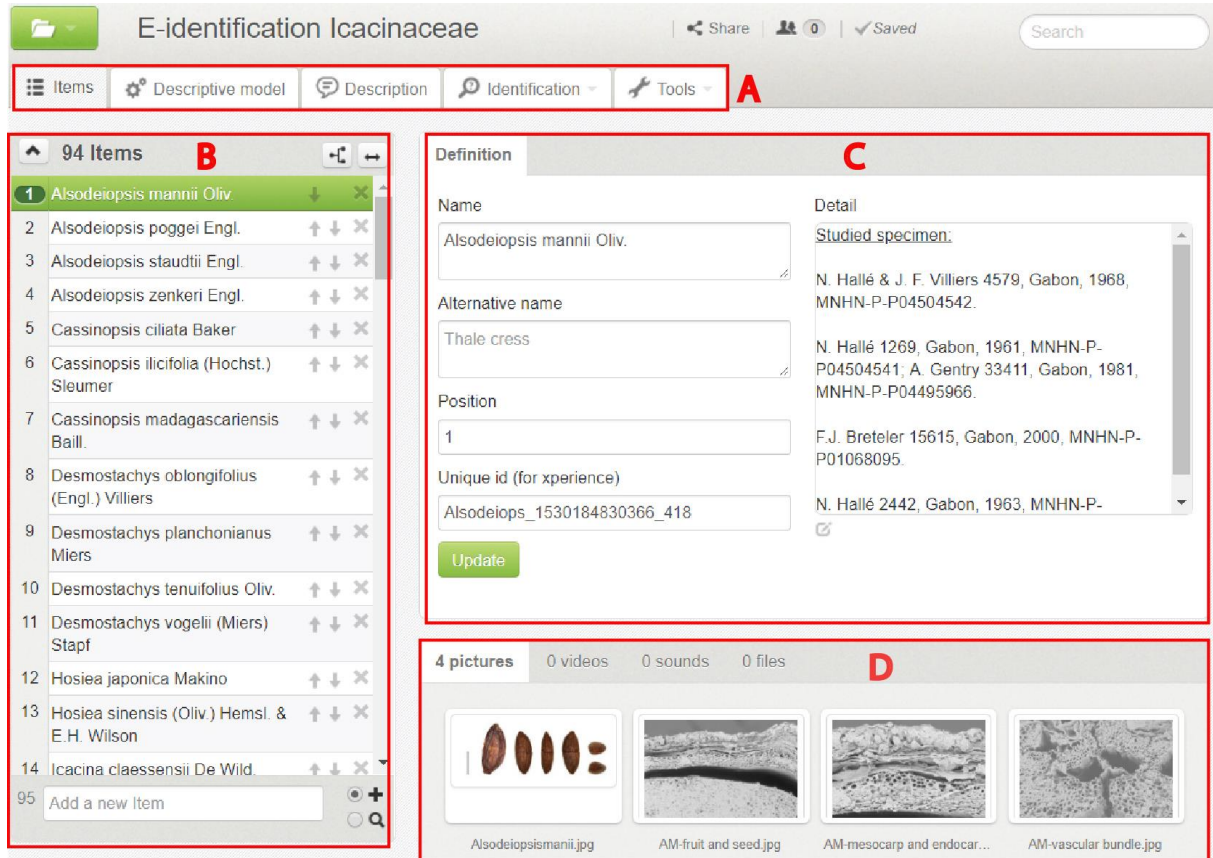 E-identification Icacinaceae
Share
0
Saved
Search
Items
Descriptive model
Description
Identification
Tools
A
94 Items
B
1 Alsodeiopsis mannii Oliv.
2 Alsodeiopsis poggei Engl.
3 Alsodeiopsis staudtii Engl.
4 Alsodeiopsis zenkeri Engl.
5 Cassinopsis ciliata Baker
6 Cassinopsis ilicifolia (Hochst.)
Sleumer
7 Cassinopsis madagascariensis
Baill.
8 Desmostachys oblongifolius
(Engl.) Villiers
9 Desmostachys planchonianus
Miers
10 Desmostachys tenuifolius Oliv.
11 Desmostachys vogelii (Miers)
Stapf
12 Hosiea japonica Makino
13 Hosiea sinensis (Oliv.) Hemsl. &
E.H. Wilson
14 Icacina claessensii De Wild.
95 Add a new Item
Definition
C
Name
Alsodeiopsis mannii Oliv.
Alternative name
Thale cress
Position
1
Unique id (for xperience)
Alsodeiops_1530184830366_418
Update
Detail
Studied specimen:
N. Hallé & J. F. Villiers 4579, Gabon, 1968,
MNHN-P-P04504542.
N. Hallé 1269, Gabon, 1961, MNHN-P-
P04504541; A. Gentry 33411, Gabon, 1981,
MNHN-P-P04495966.
F.J. Breteler 15615, Gabon, 2000, MNHN-P-
P01068095.
N. Hallé 2442, Gabon, 1963, MNHN-P-
4 pictures
0 videos
0 sounds
0 files
D
Alsodeiopsismanii.jpg
AM-fruit and seed.jpg
AM-mesocarp and endocar...
AM-vascular bundle.jpg